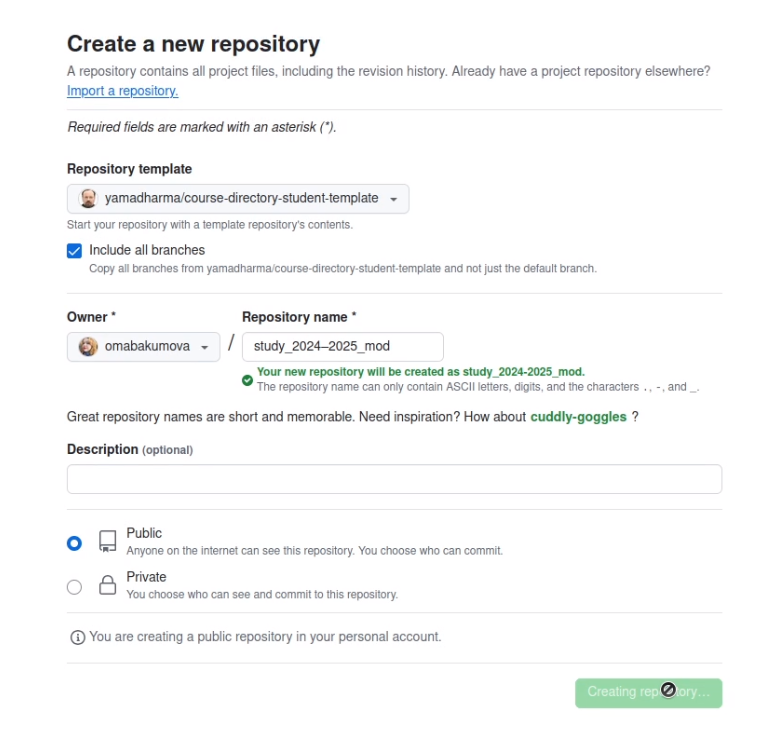 Create a new repository
A repository contains all project files, including the revision history. Already have a project repository elsewhere?
Import a repository.
Required fields are marked with an asterisk (*).
Repository template
yamadharma/course-directory-student-template
Start your repository with a template repository's contents.
Include all branches
Copy all branches from yamadharma/course-directory-student-template and not just the default branch.
Owner * Repository name *
omabakumova / study_2024–2025_mod
Your new repository will be created as study_2024-2025_mod.
The repository name can only contain ASCII letters, digits, and the characters ., -, and _.
Great repository names are short and memorable. Need inspiration? How about cuddly-goggles ?
Description (optional)
Public
Anyone on the internet can see this repository. You choose who can commit.
Private
You choose who can see and commit to this repository.
You are creating a public repository in your personal account.
Creating